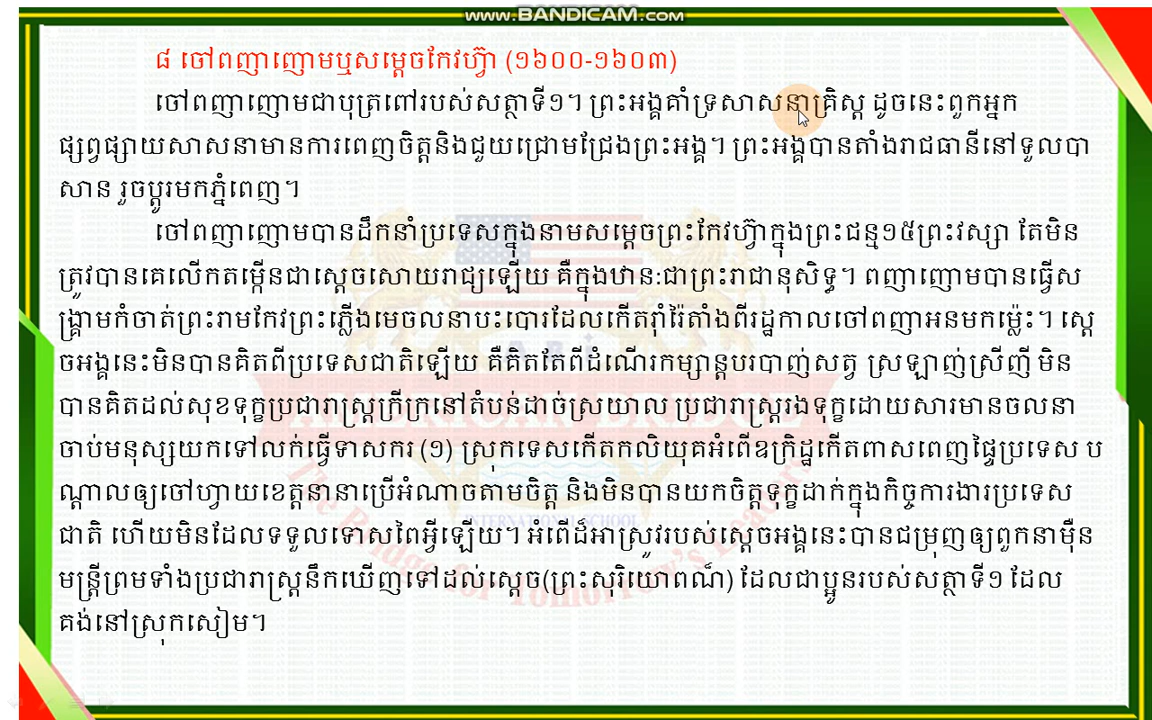 www.BANDICAM.com
៨ ចៅពញាញោមឬសម្ដេចកែវហ៊្វា (១៦០០-១៦០៣)
ចៅពញាញោមជាបុត្រពៅរបស់សត្ថាទី១។ ព្រះអង្គគាំទ្រសាសនាគ្រិស្ត ដូចនេះពួកអ្នក
ផ្សព្វផ្សាយសាសនាមានការពេញចិត្តនិងជួយជ្រោមជ្រែងព្រះអង្គ។ ព្រះអង្គបានតាំងរាជធានីនៅទួលបា
សាន រួចប្ដូរមកភ្នំពេញ។
ចៅពញាញោមបានដឹកនាំប្រទេសក្នុងនាមសម្ដេចព្រះកែវហ៊្វាក្នុងព្រះជន្ម១៥ព្រះវស្សា តែមិន
ត្រូវបានគេលើកតម្កើនជាស្ដេចសោយរាជ្យឡើយ គឺក្នុងឋានៈជាព្រះរាជានុសិទ្ធ។ ពញាញោមបានធ្វើស
ង្គ្រាមកំចាត់ព្រះរាមកែវព្រះភ្លើងមេចលនាបះបោរដែលកើតរ៉ាំរ៉ៃតាំងពីរដ្ឋកាលចៅពញាអនមកម្ល៉េះ។ ស្ដេ
ចអង្គនេះមិនបានគិតពីប្រទេសជាតិឡើយ គឺគិតតែពីដំណើរកម្សាន្តបរបាញ់សត្វ ស្រឡាញ់ស្រីញី មិន
បានគិតដល់សុខទុក្ខប្រជារាស្ត្រក្រីក្រនៅតំបន់ដាច់ស្រយាល ប្រជារាស្ត្ររងទុក្ខដោយសារមានចលនា
ចាប់មនុស្សយកទៅលក់ធ្វើទាសករ (១) ស្រុកទេសកើតកលិយុគអំពើឧក្រិដ្ឋកើតពាសពេញផ្ទៃប្រទេស ប
ណ្ដាលឲ្យចៅហ្វាយខេត្តនានាប្រើអំណាចតាមចិត្ត និងមិនបានយកចិត្តទុក្ខដាក់ក្នុងកិច្ចការងារប្រទេស
ជាតិ ហើយមិនដែលទទួលទោសពៃអ្វីឡើយ។ អំពើដ៏អាស្រូវរបស់ស្ដេចអង្គនេះបានជម្រុញឲ្យពួកនាម៉ឺន
មន្ត្រីព្រមទាំងប្រជារាស្ត្រនឹកឃើញទៅដល់ស្ដេច(ព្រះសុរិយោពណ៌) ដែលជាប្អូនរបស់សត្ថាទី១ ដែល
គង់នៅស្រុកសៀម។
AMERICAN BRIDGE
INTERNATIONAL SCHOOL
The Bridge for Tomorrow's Leaders